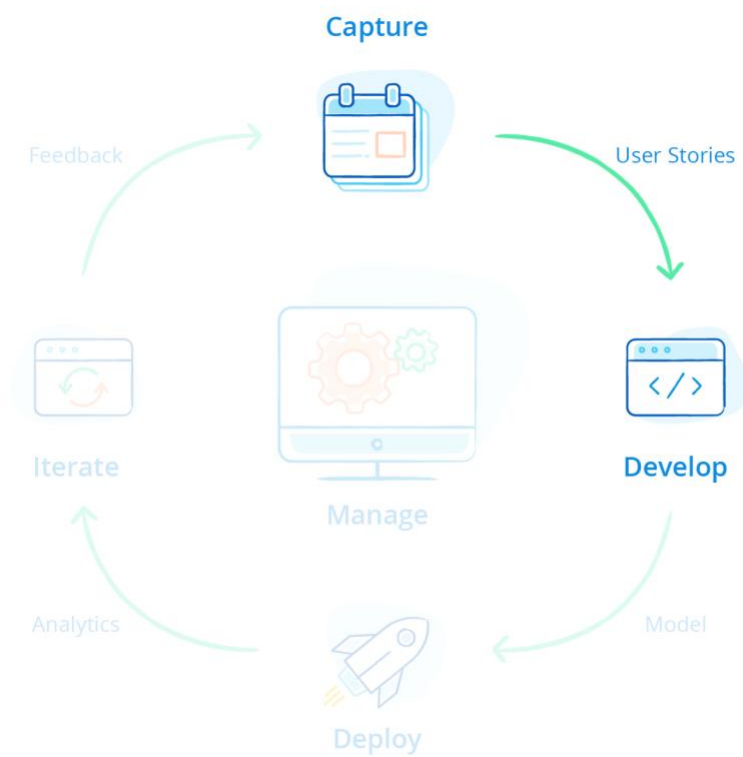 Capture
Feedback
User Stories
</>
Iterate
Develop
Manage
Analytics
Model
Deploy